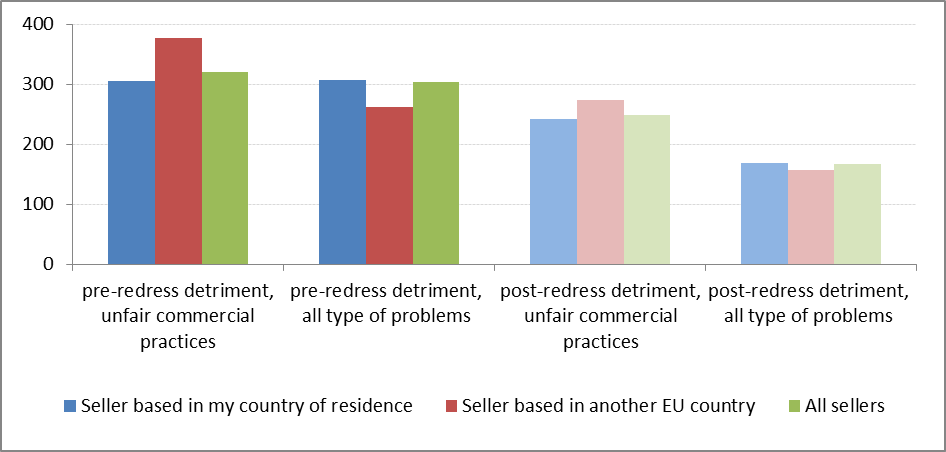 400
300
200
100
0
pre-redress detriment,
unfair commercial
practices
pre-redress detriment,
all type of problems
post-redress detriment,
unfair commercial
practices
post-redress detriment,
all type of problems
Seller based in my country of residence
Seller based in another EU country
All sellers